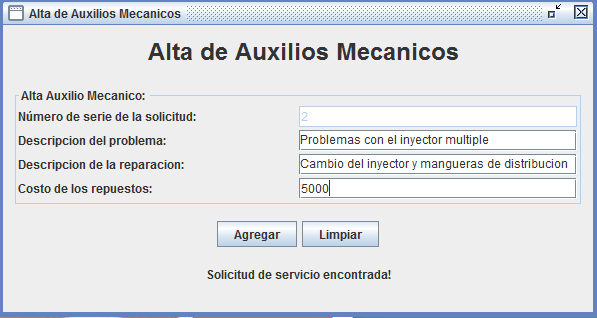 Alta de Auxilios Mecanicos
Alta de Auxilios Mecanicos
Alta Auxilio Mecanico:
Número de serie de la solicitud: 2
Descripcion del problema: Problemas con el inyector multiple
Descripcion de la reparacion: Cambio del inyector y mangueras de distribucion
Costo de los repuestos: 5000
Agregar Limpiar
Solicitud de servicio encontrada!